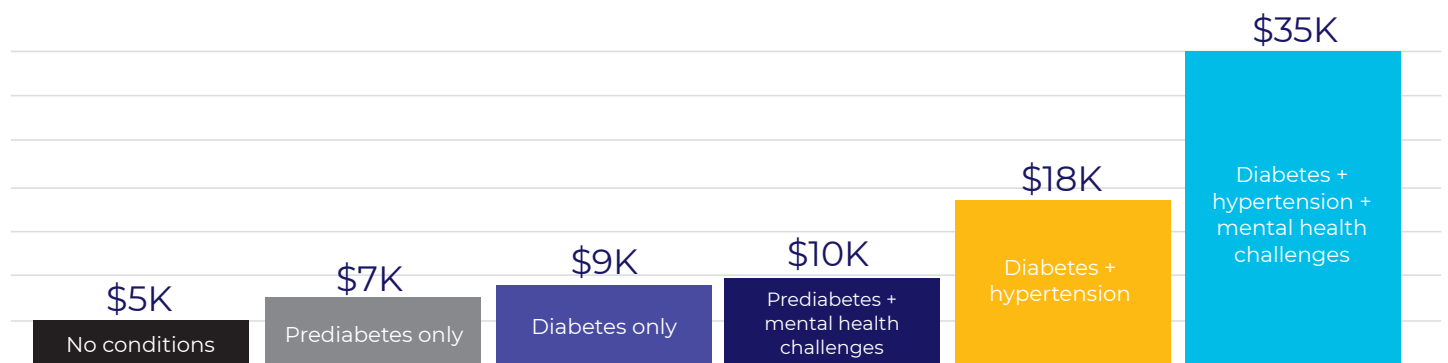 $5K
No conditions
$7K
Prediabetes only
$9K
Diabetes only
$10K
Prediabetes +
mental health
challenges
$18K
Diabetes +
hypertension
$35K
Diabetes +
hypertension +
mental health
challenges